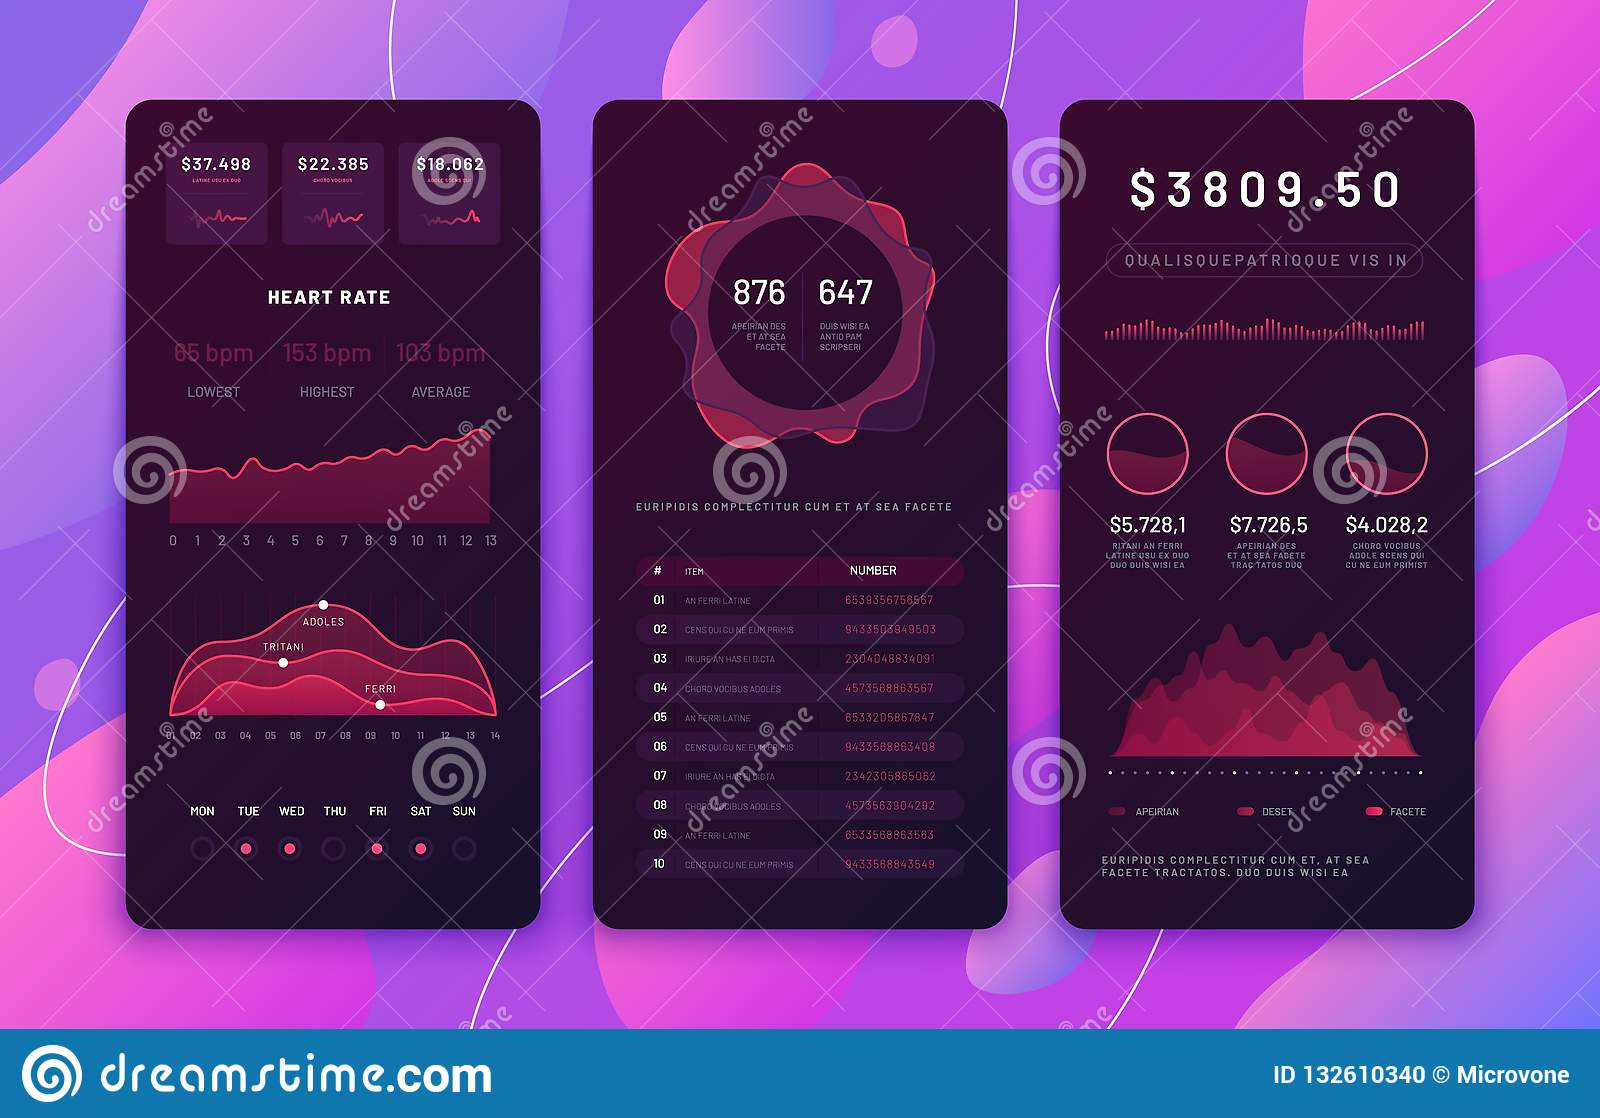 $37.498 $22.385 $18.062
LATINE USU EX DUO CHORO VOCIBUS ADOLE SCENS QUI
HEART RATE
65 bpm 153 bpm 103 bpm
LOWEST HIGHEST AVERAGE
0 1 2 3 4 5 6 7 8 9 10 11 12 13
ADOLES
TRITANI
FERRI
01 02 03 04 05 06 07 08 09 10 11 12 13 14
MON TUE WED THU FRI SAT SUN
876 647
APEIRIAN DES
ET AT SEA
FACETE
DUIS WISI EA
ANTIO PAM
SCRIPSERI
EURIPIDIS COMPLECTITUR CUM ET AT SEA FACETE
# ITEM NUMBER
01 AN FERRI LATINE 6539356756567
02 CENS QUI CU NE EUM PRIMIS 9433503949503
03 IRIURE AN HAS EI DICTA 2304048834091
04 CHORO VOCIBUS ADOLES 4573568863567
05 AN FERRI LATINE 6533205867847
06 CENS QUI CU NE EUM PRIMIS 9433568863408
07 IRIURE AN HAS EI DICTA 2342305865062
08 CHORO VOCIBUS ADOLES 4573563904292
09 AN FERRI LATINE 6533568863563
10 CENS QUI CU NE EUM PRIMIS 9433568843549
$3809.50
QUALISQUEPATRIOQUE VIS IN
$5.728,1 $7.726,5 $4.028,2
RITANI AN FERRI
LATINE USU EX DUO
DUO DUIS WISI EA
APEIRIAN DES
ET AT SEA FACETE
TRACTATOS DUO
CHORO VOCIBUS
ADOLE SCENS QUI
CU NE EUM PRIMIST
APEIRIAN DESET FACETE
EURIPIDIS COMPLECTITUR CUM ET, AT SEA
FACETE TRACTATOS. DUO DUIS WISI EA
dreamstime.com
ID 132610340 © Microvone